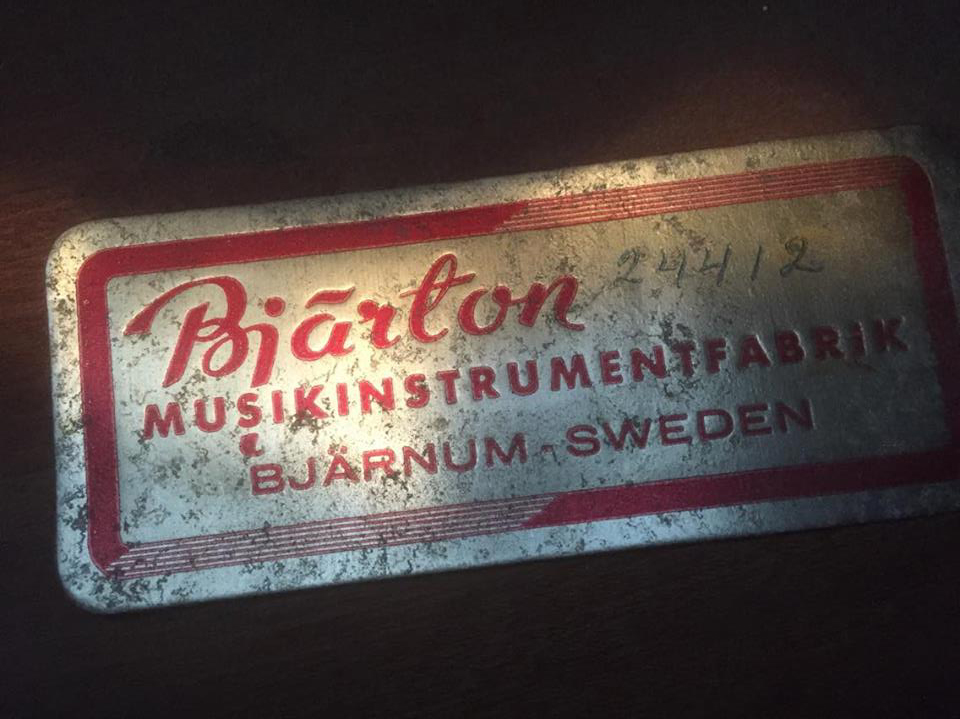 Bjärton 24412
MUSIKINSTRUMENTFABRIK
i BJÄRNUM - SWEDEN